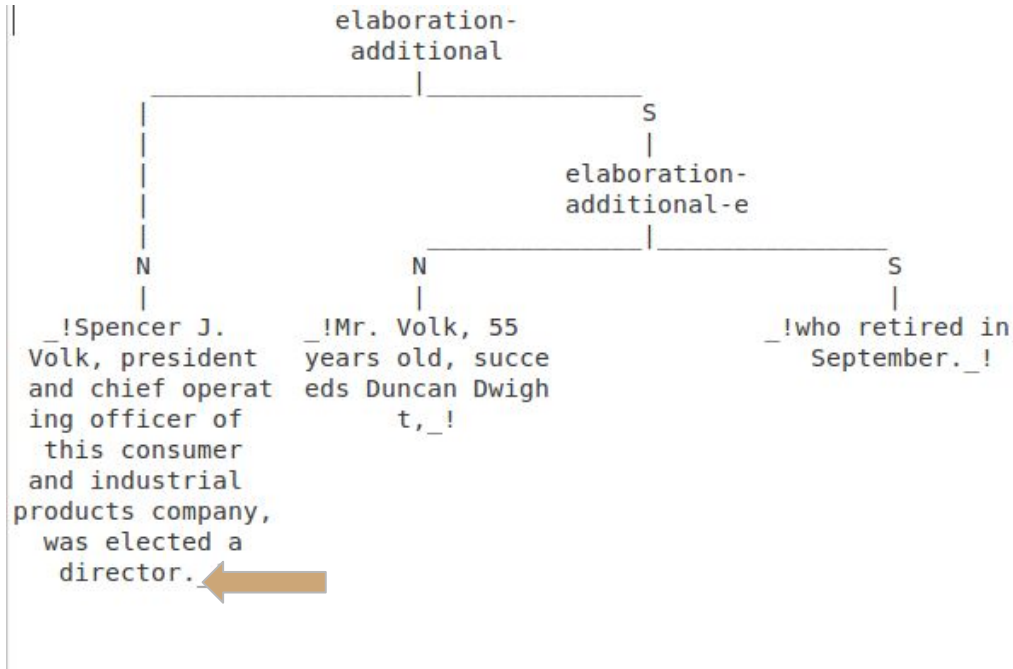 elaboration-
additional
S
elaboration-
additional-e
N
N
S
_!Spencer J.
Volk, president
and chief operat
ing officer of
this consumer
and industrial
products company,
was elected a
director._
_!Mr. Volk, 55
years old, succe
eds Duncan Dwigh
t,_!
_!who retired in
September._!